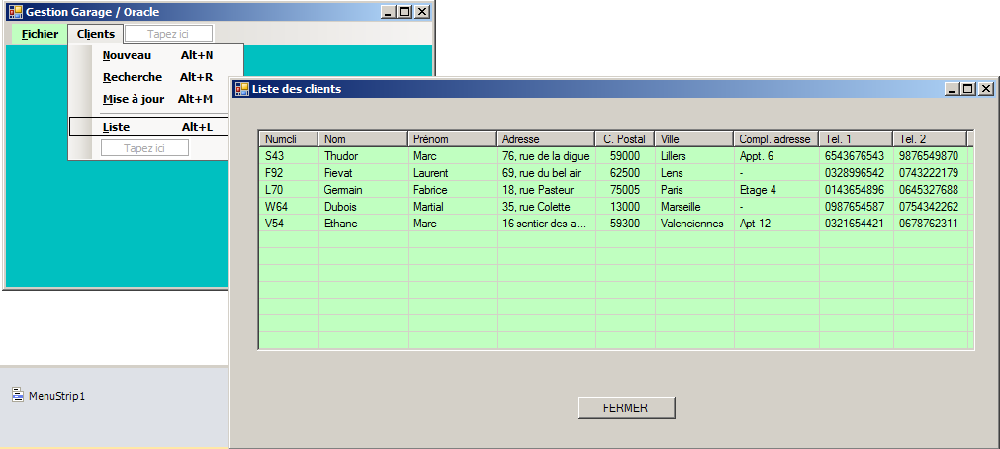 Gestion Garage / Oracle
Fichier Clients Tapez ici
Nouveau Alt+N
Recherche Alt+R
Mise à jour Alt+M
Liste Alt+L
Tapez ici
MenuStrip1
Liste des clients
Numcli Nom Prénom Adresse C. Postal Ville Compl. adresse Tel. 1 Tel. 2
S43 Thudor Marc 76, rue de la digue 59000 Lillers Appt. 6 6543676543 9876549870
F92 Fievat Laurent 69, rue du bel air 62500 Lens - 0328996542 0743222179
L70 Germain Fabrice 18, rue Pasteur 75005 Paris Etage 4 0143654896 0645327688
W64 Dubois Martial 35, rue Colette 13000 Marseille - 0987654587 0754342262
V54 Ethane Marc 16 sentier des a... 59300 Valenciennes Apt 12 0321654421 0678762311
FERMER